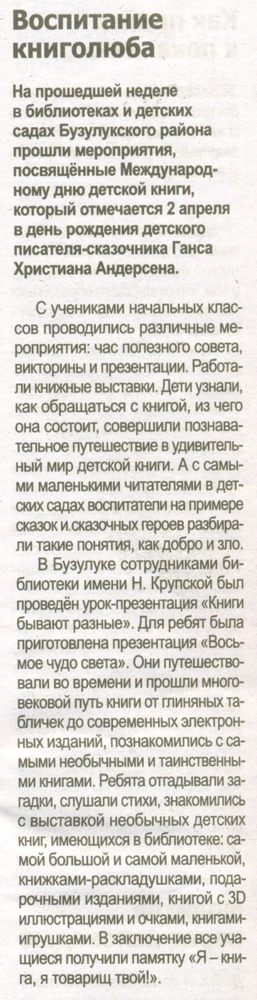 Воспитание
книголюба
На прошедшей неделе
в библиотеках и детских
садах Бузулукского района
прошли мероприятия,
посвящённые Международ-
ному дню детской книги,
который отмечается 2 апреля
в день рождения детского
писателя-сказочника Ганса
Христиана Андерсена.
С учениками начальных клас-
сов проводились различные ме-
роприятия: час полезного совета,
викторины и презентации. Работа-
ли книжные выставки. Дети узнали,
как обращаться с книгой, из чего
она состоит, совершили познава-
тельное путешествие в удивитель-
ный мир детской книги. А с самы-
ми маленькими читателями в дет-
ских садах воспитатели на примере
сказок и сказочных героев разбира-
ли такие понятия, как добро и зло.
В Бузулуке сотрудниками би-
блиотеки имени Н. Крупской был
проведён урок-презентация «Книги
бывают разные». Для ребят была
приготовлена презентация «Вось-
мое чудо света». Они путешество-
вали во времени и прошли много-
вековой путь книги от глиняных та-
бличек до современных электрон-
ных изданий, познакомились с са-
мыми необычными и таинственны-
ми книгами. Ребята отгадывали за-
гадки, слушали стихи, знакомились
с выставкой необычных детских
книг, имеющихся в библиотеке: са-
мой большой и самой маленькой,
книжками-раскладушками, пода-
рочными изданиями, книгой с 3D
иллюстрациями и очками, книгами-
игрушками. В заключение все уча-
щиеся получили памятку «Я – кни-
га, я товарищ твой!».